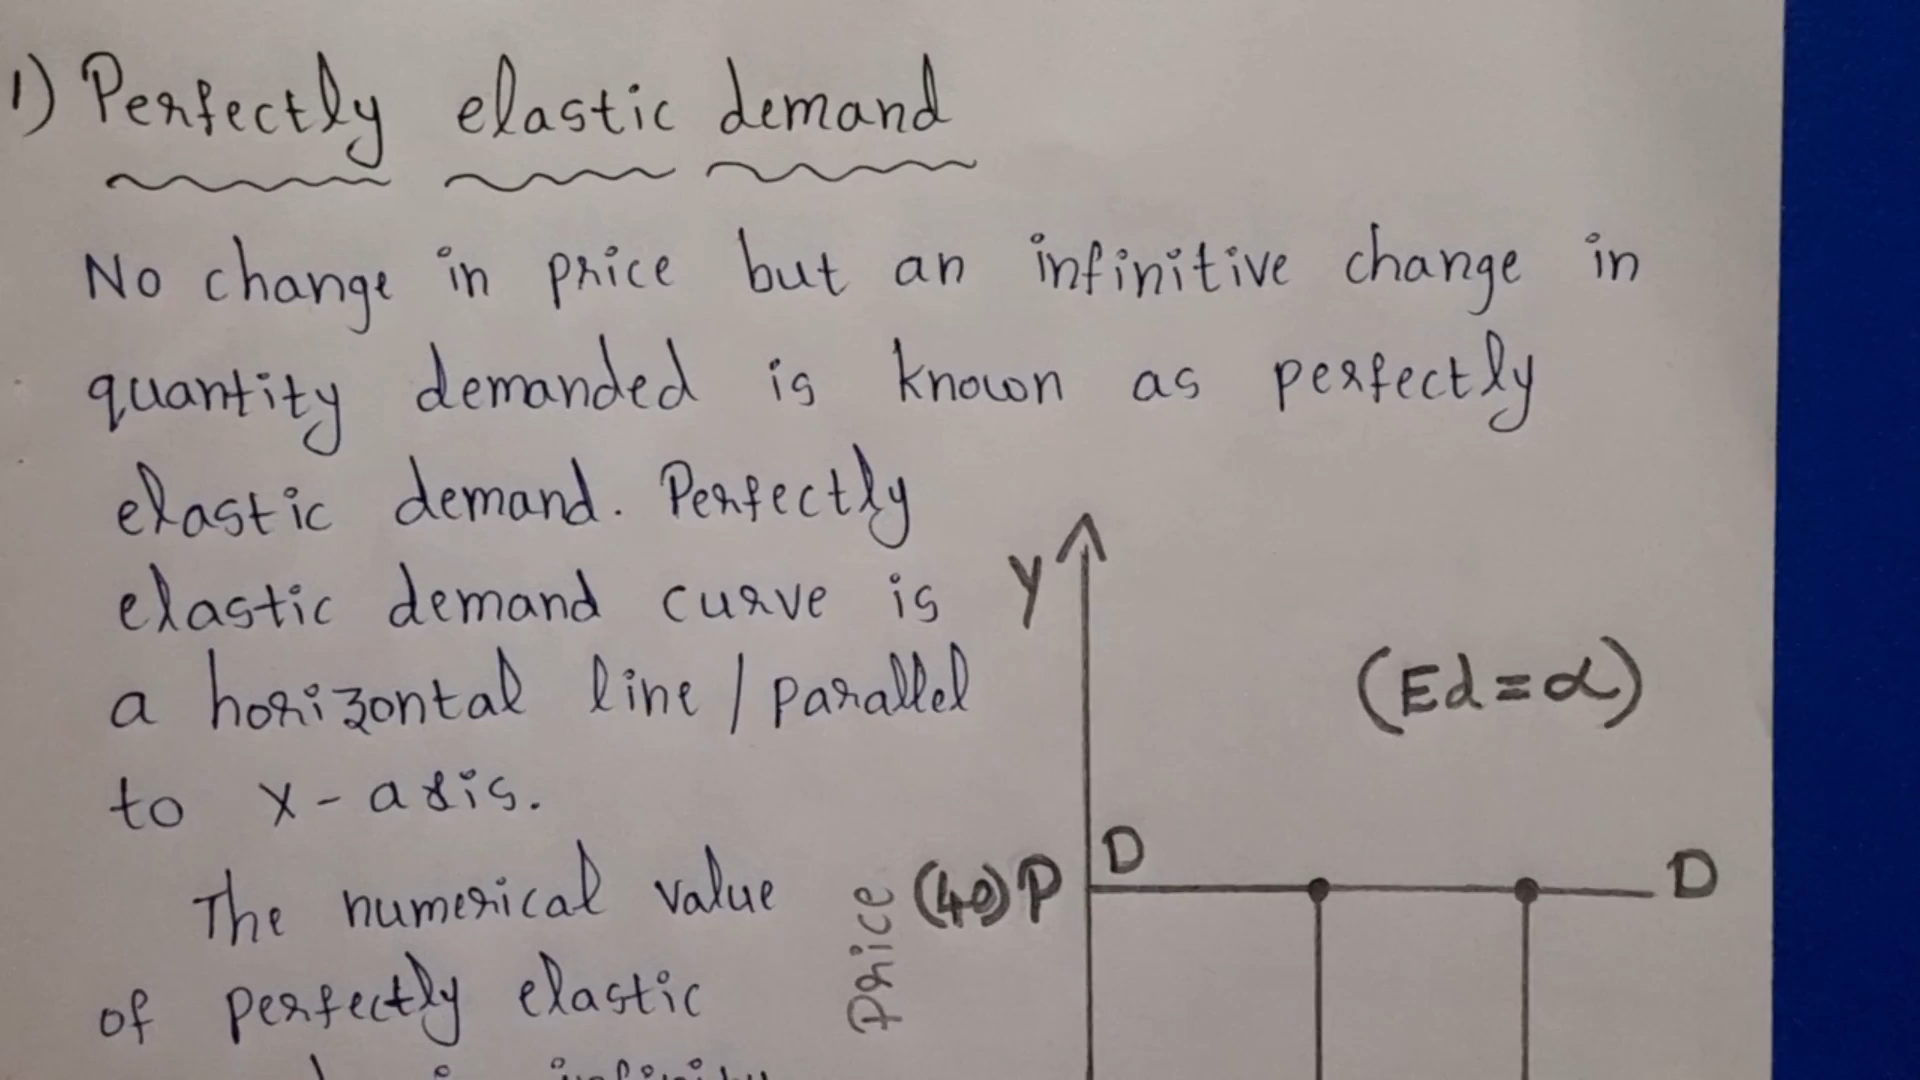 1) Perfectly elastic demand
No change in price but an infinitive change in
quantity demanded is known as perfectly
elastic demand. Perfectly
elastic demand curve is
a horizontal line / parallel
to x-axis.
The numerical value
of perfectly elastic
Y
(Ed=α)
D
D
(40)P
Price